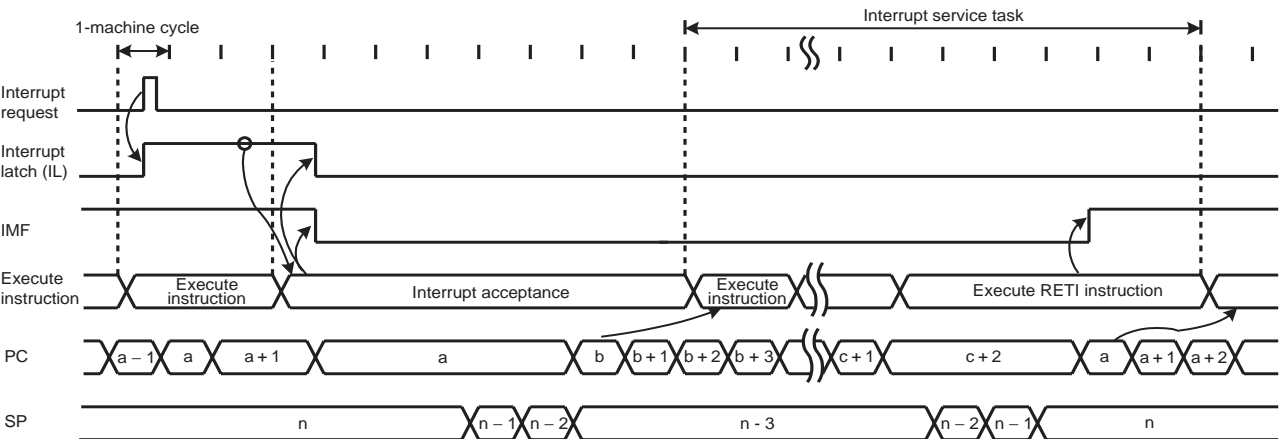 Interrupt service task
1-machine cycle
Interrupt
request
Interrupt
latch (IL)
IMF
Execute
instruction
Execute
instruction
Interrupt acceptance
Execute
instruction
Execute RETI instruction
PC
a − 1
a
a + 1
a
b
b + 1
b + 2
b + 3
c + 1
c + 2
a
a + 1
a + 2
SP
n
n − 1
n − 2
n - 3
n − 2
n − 1
n